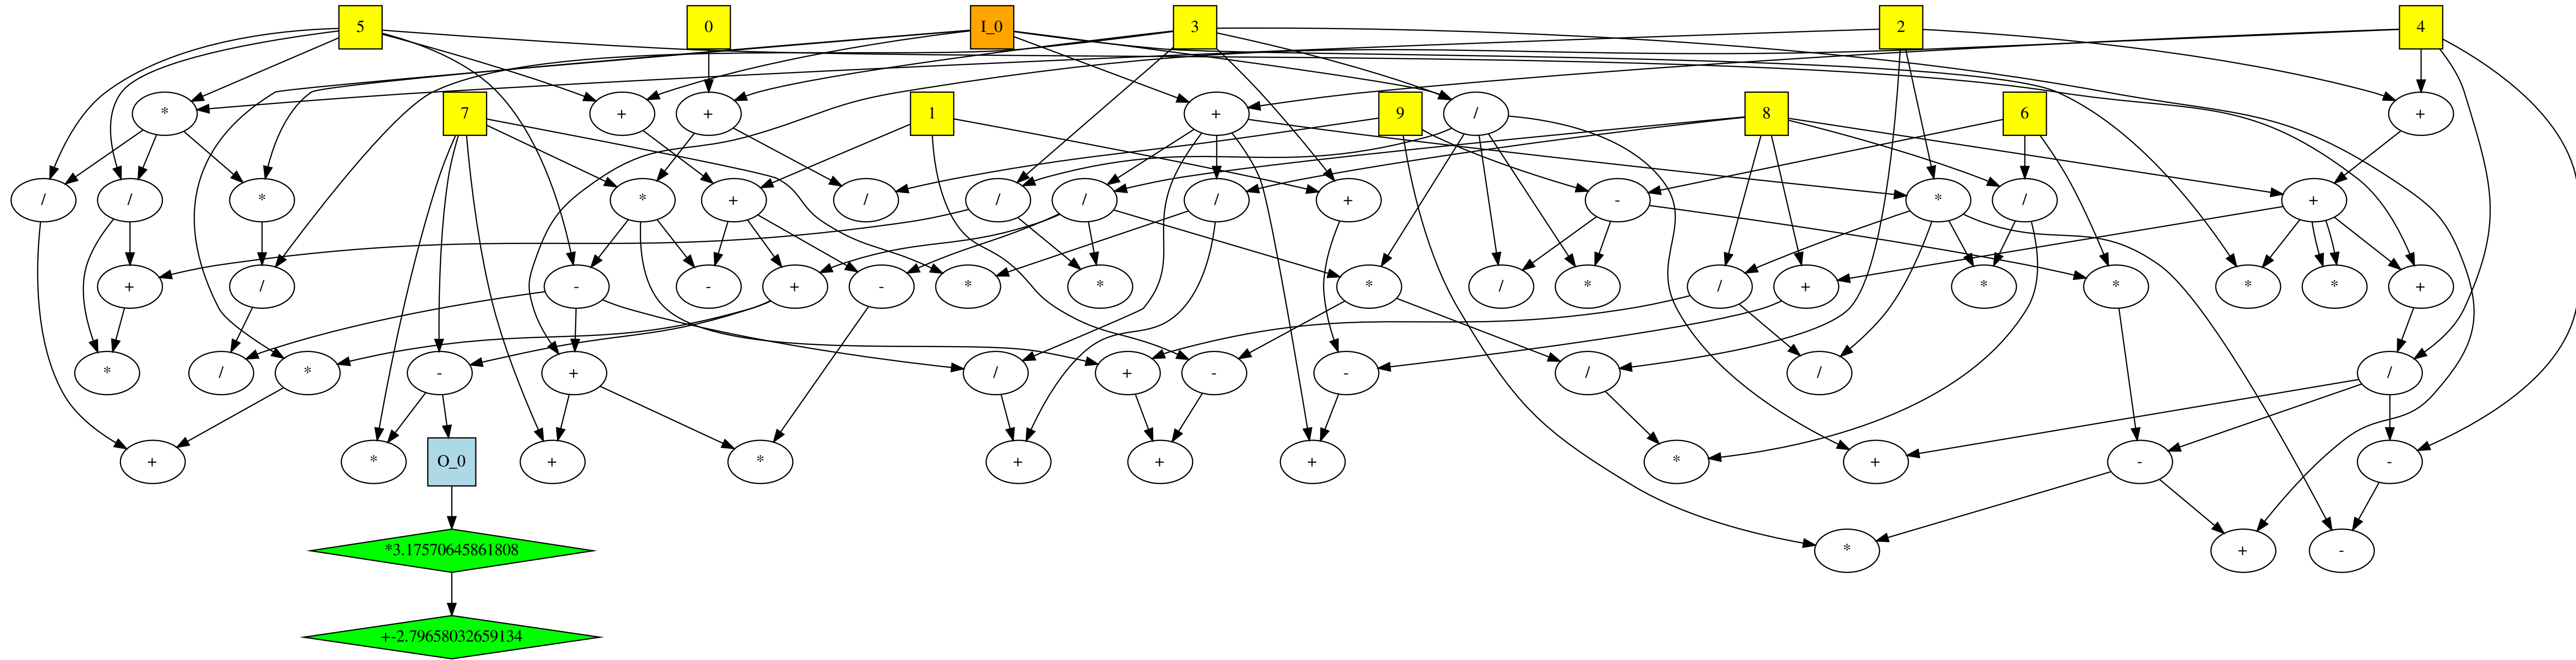 5 0 I_0 3 2 4
* 7 + + 1 + 9 / 8 6 +
/ / * * + / / / / + - * / +
+ / - - + - * * * / * / + * * * * +
* / * - + / + - - / / /
+ * O_0 + * + + + * + - -
*3.17570645861808 * + -
+-2.79658032659134